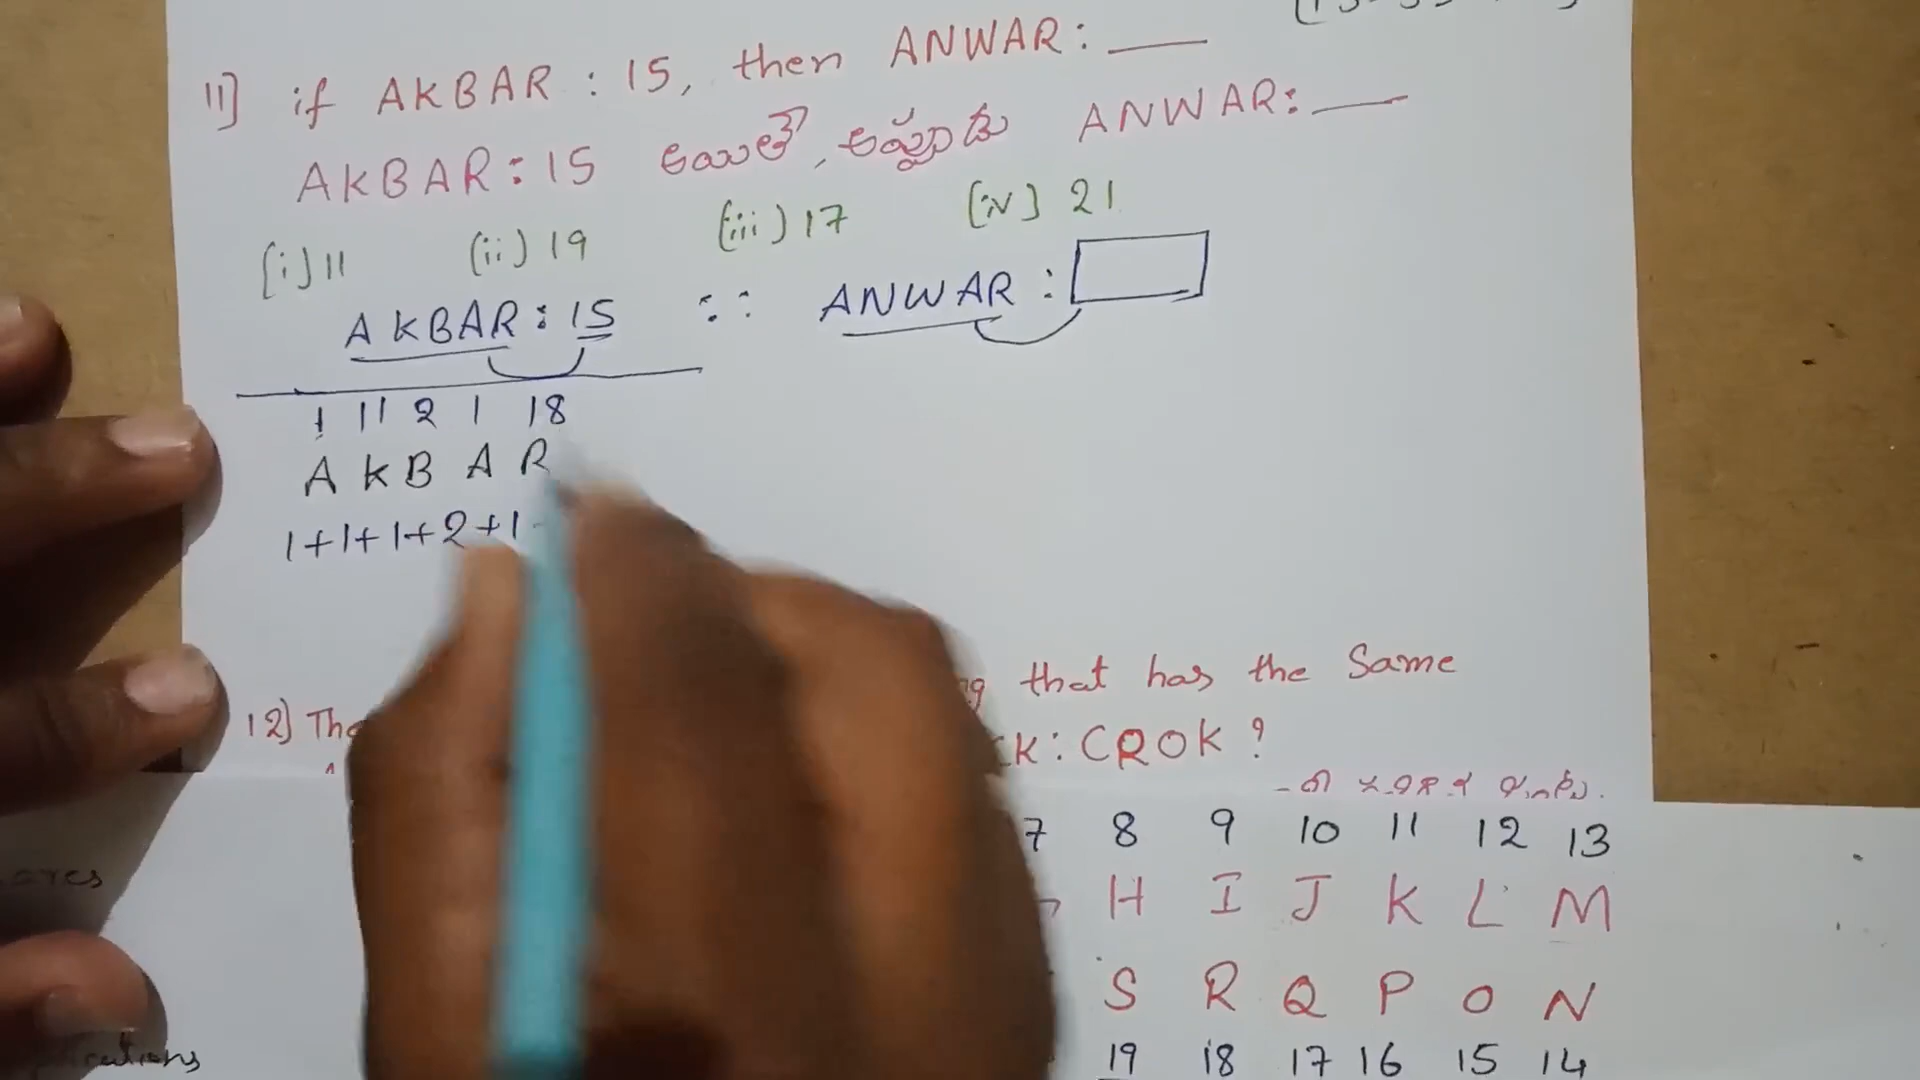 11] if AKBAR : 15, then ANWAR: ___
AKBAR : 15 అయితే, అప్పుడు ANWAR: ___
(i) 11 (ii) 19 (iii) 17 (iv) 21
AKBAR : 15 : : ANWAR :
1 11 2 1 18
A K B A R
1+1+1+2+1
12] that has the Same
: CROK ?
7 8 9 10 11 12 13
H I J K L M
S R Q P O N
19 18 17 16 15 14